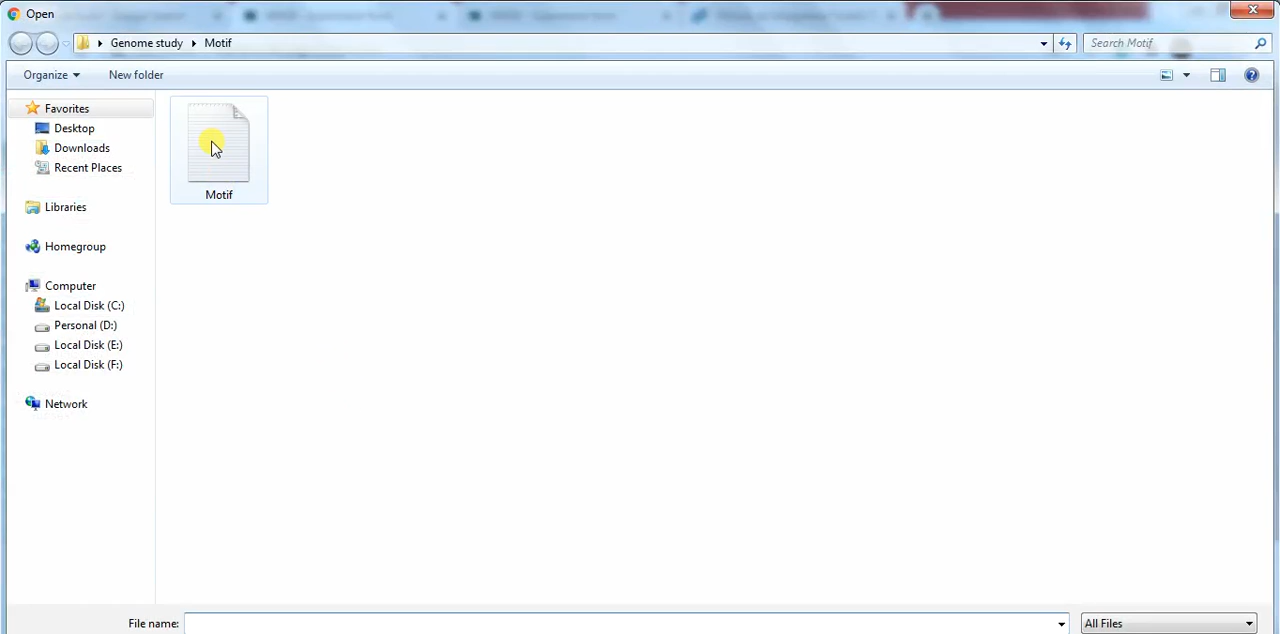 Open
Genome study Motif
Search Motif
Organize New folder
Favorites
Desktop
Downloads
Recent Places
Libraries
Homegroup
Computer
Local Disk (C:)
Personal (D:)
Local Disk (E:)
Local Disk (F:)
Network
Motif
File name:
All Files